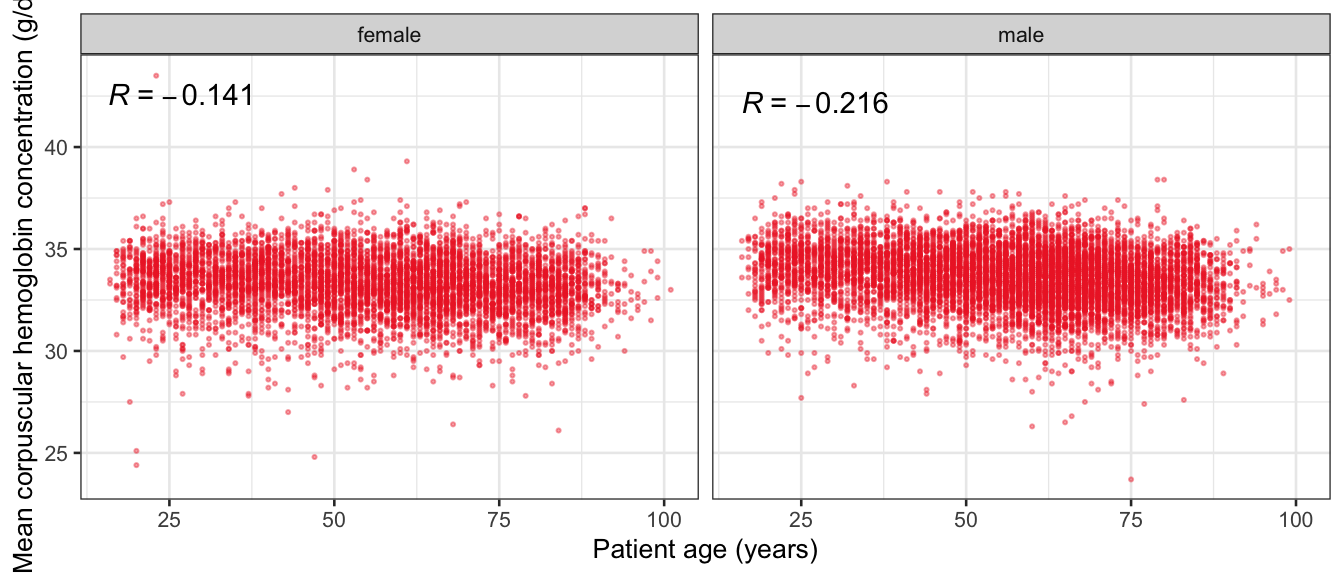 female
male
R = −0.141
R = −0.216
Mean corpuscular hemoglobin concentration (g/d
40
35
30
25
25
50
75
100
25
50
75
100
Patient age (years)